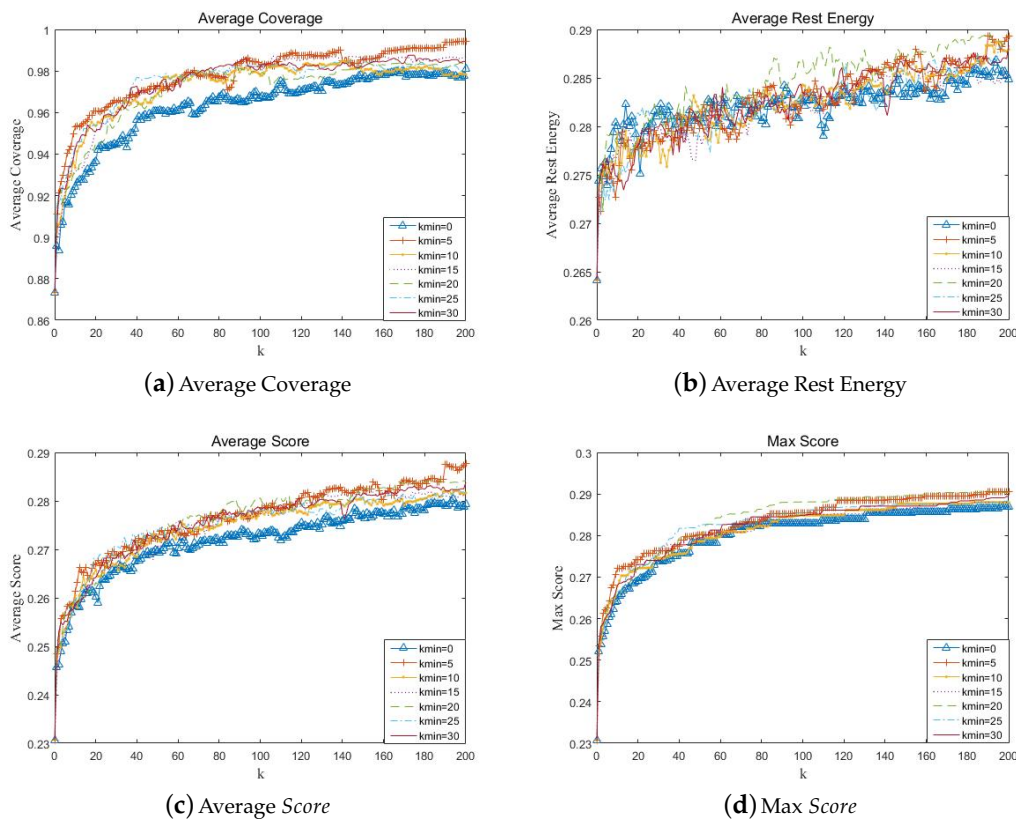 Average Coverage
1
0.98
0.96
0.94
0.92
0.9
0.88
0.86
Average Coverage
kmin=0
kmin=5
kmin=10
kmin=15
kmin=20
kmin=25
kmin=30
0 20 40 60 80 100 120 140 160 180 200
k
(a) Average Coverage
Average Rest Energy
0.29
0.285
0.28
0.275
0.27
0.265
0.26
Average Rest Energy
kmin=0
kmin=5
kmin=10
kmin=15
kmin=20
kmin=25
kmin=30
0 20 40 60 80 100 120 140 160 180 200
k
(b) Average Rest Energy
Average Score
0.29
0.28
0.27
0.26
0.25
0.24
0.23
Average Score
kmin=0
kmin=5
kmin=10
kmin=15
kmin=20
kmin=25
kmin=30
0 20 40 60 80 100 120 140 160 180 200
k
(c) Average Score
Max Score
0.3
0.29
0.28
0.27
0.26
0.25
0.24
0.23
Max Score
kmin=0
kmin=5
kmin=10
kmin=15
kmin=20
kmin=25
kmin=30
0 20 40 60 80 100 120 140 160 180 200
k
(d) Max Score